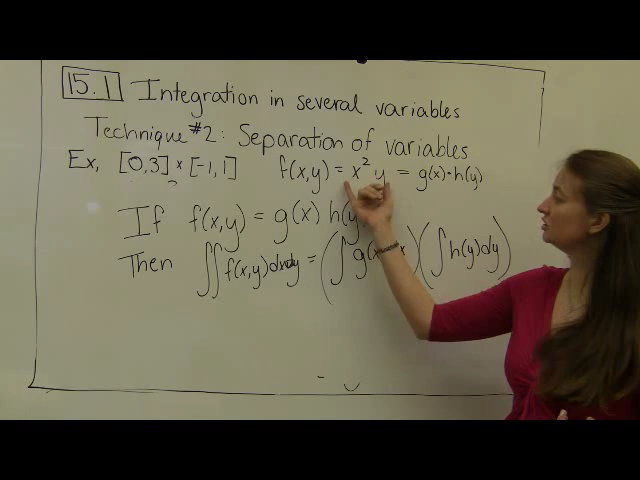 15.1 Integration in several variables
Technique #2: Separation of variables
Ex, [0,3] × [-1,1] f(x,y) = x² y = g(x)·h(y)
If f(x,y) = g(x) h(y
Then ∬ f(x,y)dxdy = (∫ g(x x)(∫ h(y)dy)